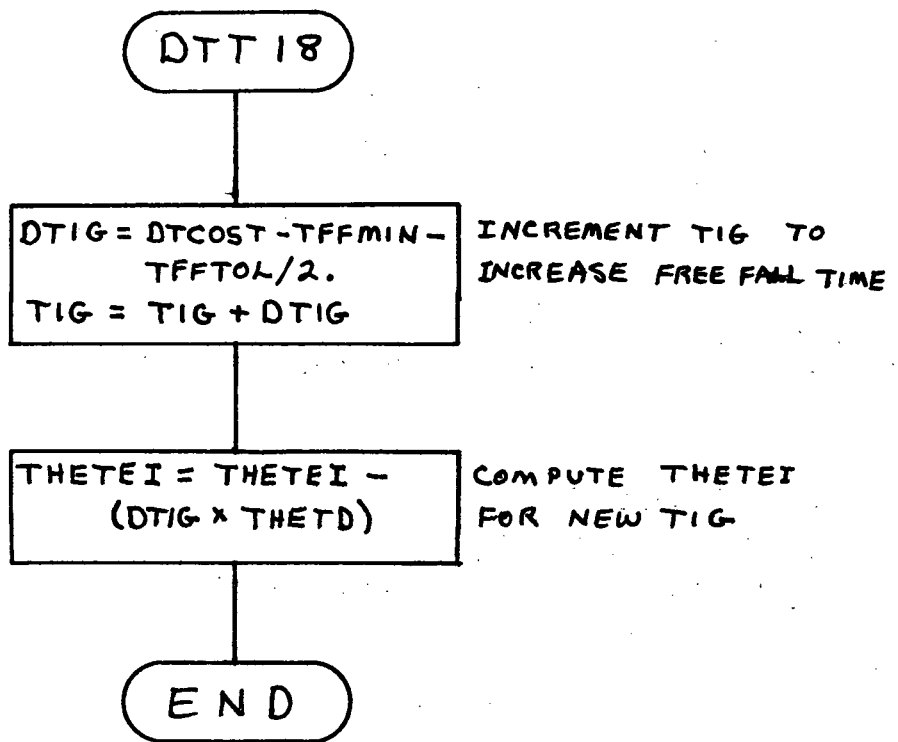 DTT 18
DTIG = DTCOST - TFFMIN -
TFFTOL/2.
TIG = TIG + DTIG
INCREMENT TIG TO
INCREASE FREE FALL TIME
THETEI = THETEI -
(DTIG × THETD)
COMPUTE THETEI
FOR NEW TIG
END